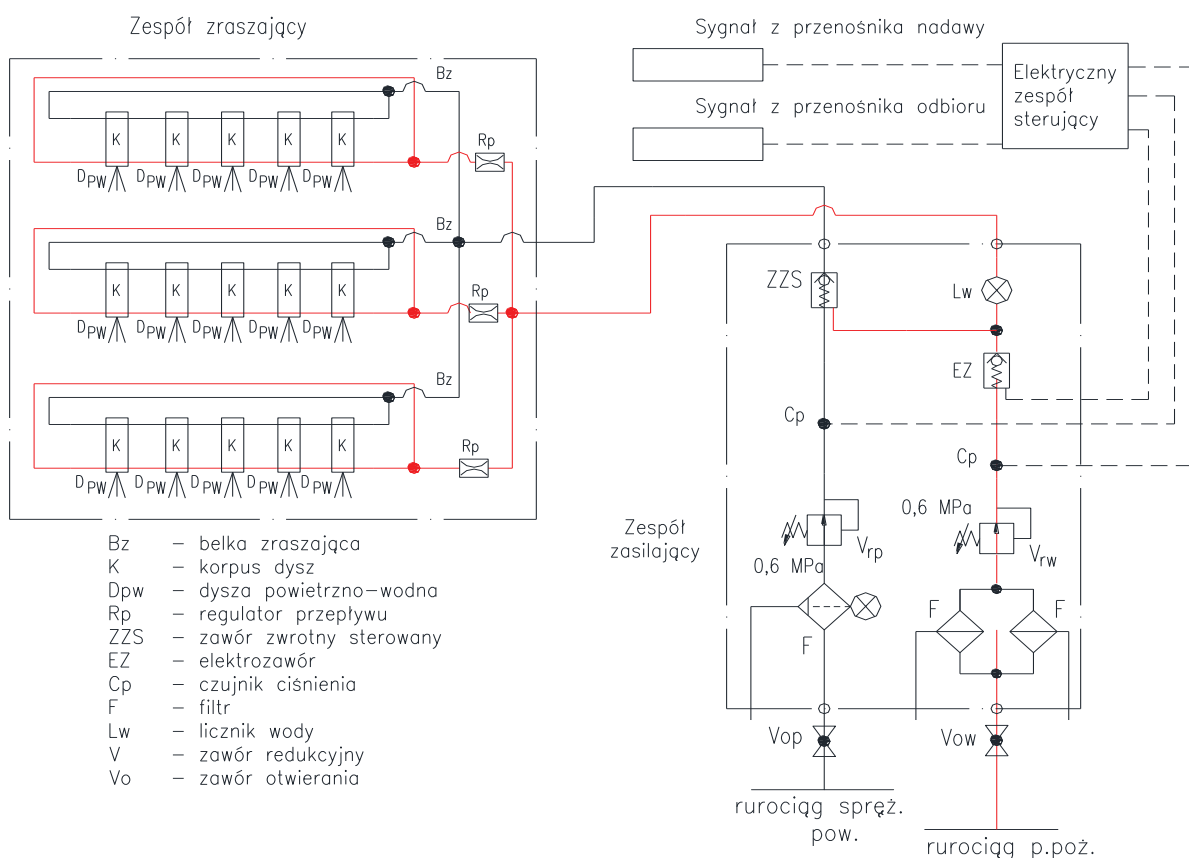 Zespół zraszający
Bz
K K K K K
Rp
DPW DPW DPW DPW DPW
Bz
K K K K K
Rp
DPW DPW DPW DPW DPW
Bz
K K K K K
Rp
DPW DPW DPW DPW DPW
Bz – belka zraszająca
K – korpus dysz
Dpw – dysza powietrzno-wodna
Rp – regulator przepływu
ZZS – zawór zwrotny sterowany
EZ – elektrozawór
Cp – czujnik ciśnienia
F – filtr
Lw – licznik wody
V – zawór redukcyjny
Vo – zawór otwierania
Sygnał z przenośnika nadawy
Sygnał z przenośnika odbioru
Elektryczny
zespół
sterujący
ZZS
Lw
EZ
Cp
Cp
Zespół
zasilający
0,6 MPa
Vrp
0,6 MPa
Vrw
F
F
F
Vop
Vow
rurociąg spręż.
pow.
rurociąg p.poż.